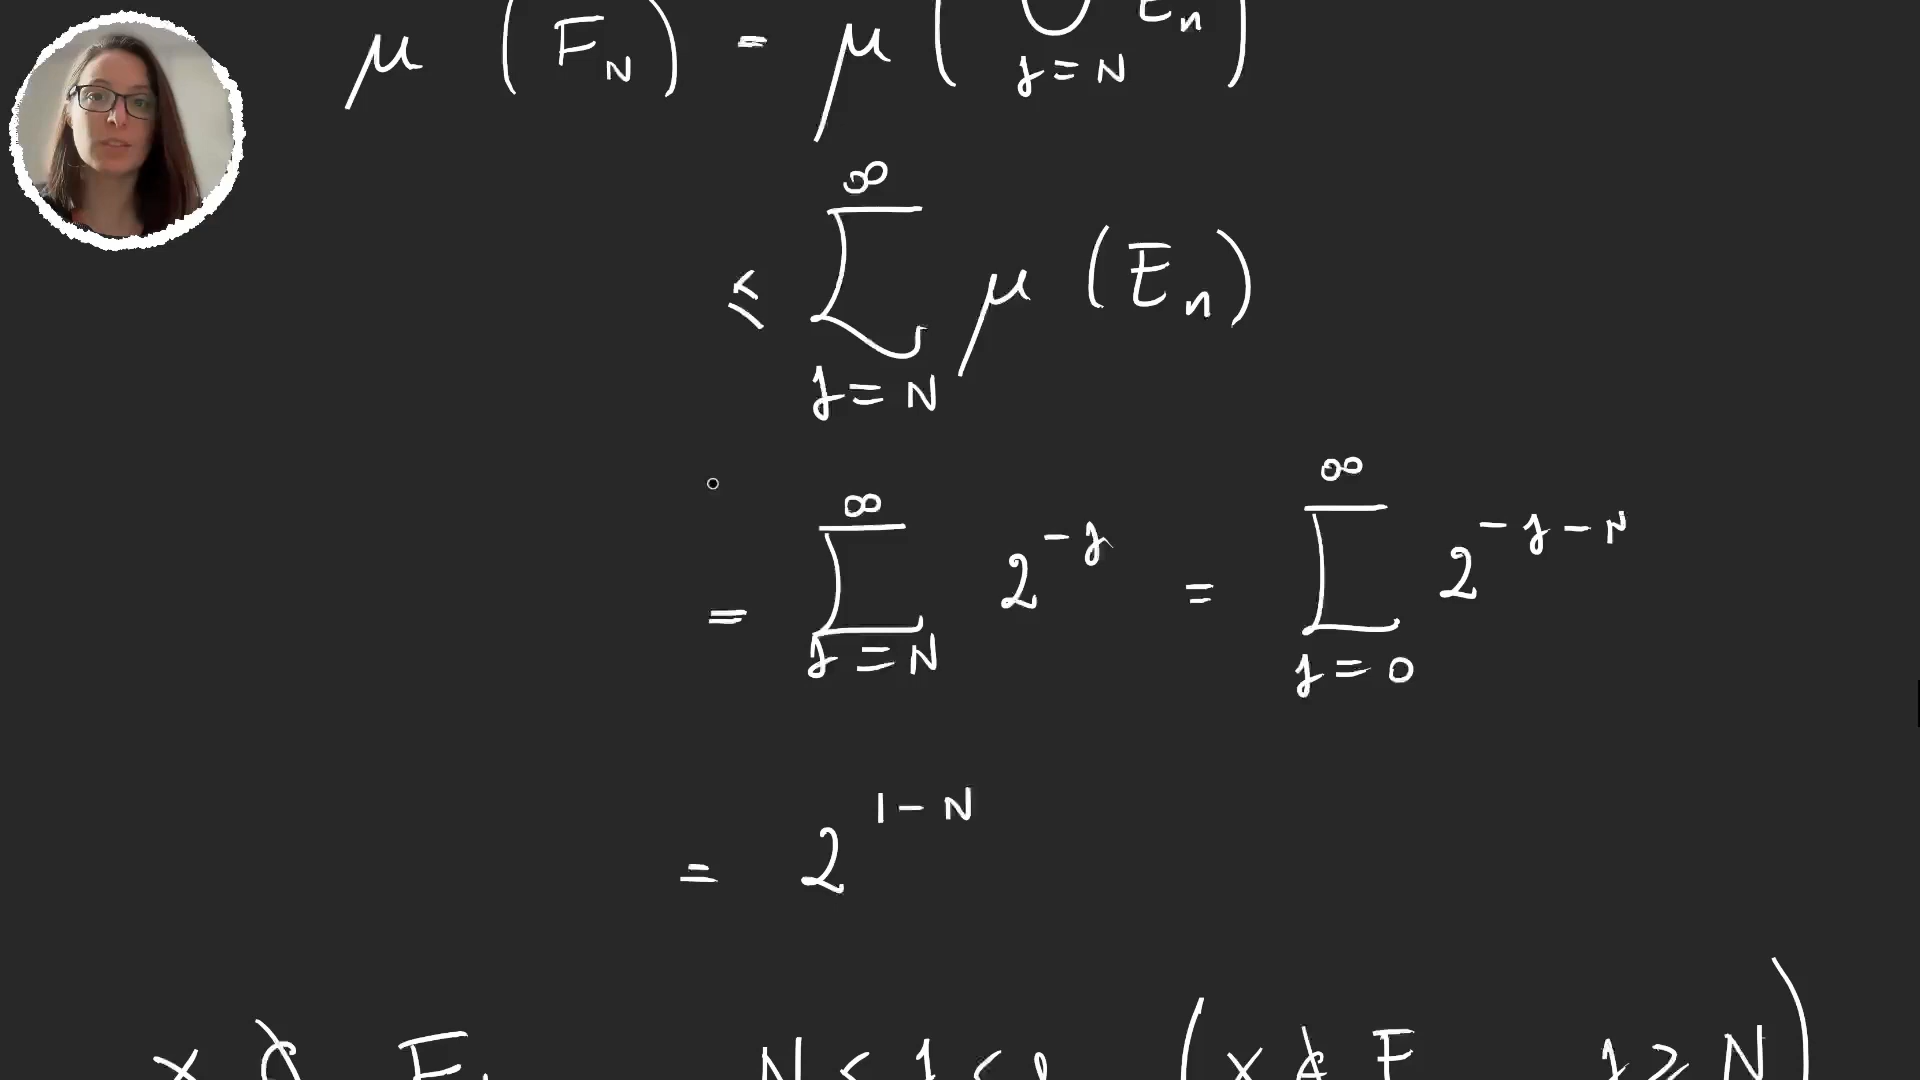 μ (F_N) = μ (⋃_{j=N} E_n)
≤ ∑_{j=N}^{∞} μ (E_n)
= ∑_{j=N}^{∞} 2^{-j} = ∑_{j=0}^{∞} 2^{-j-N}
= 2^{1-N}
x ∉ F N < j < (x ∉ F j ≥ N)